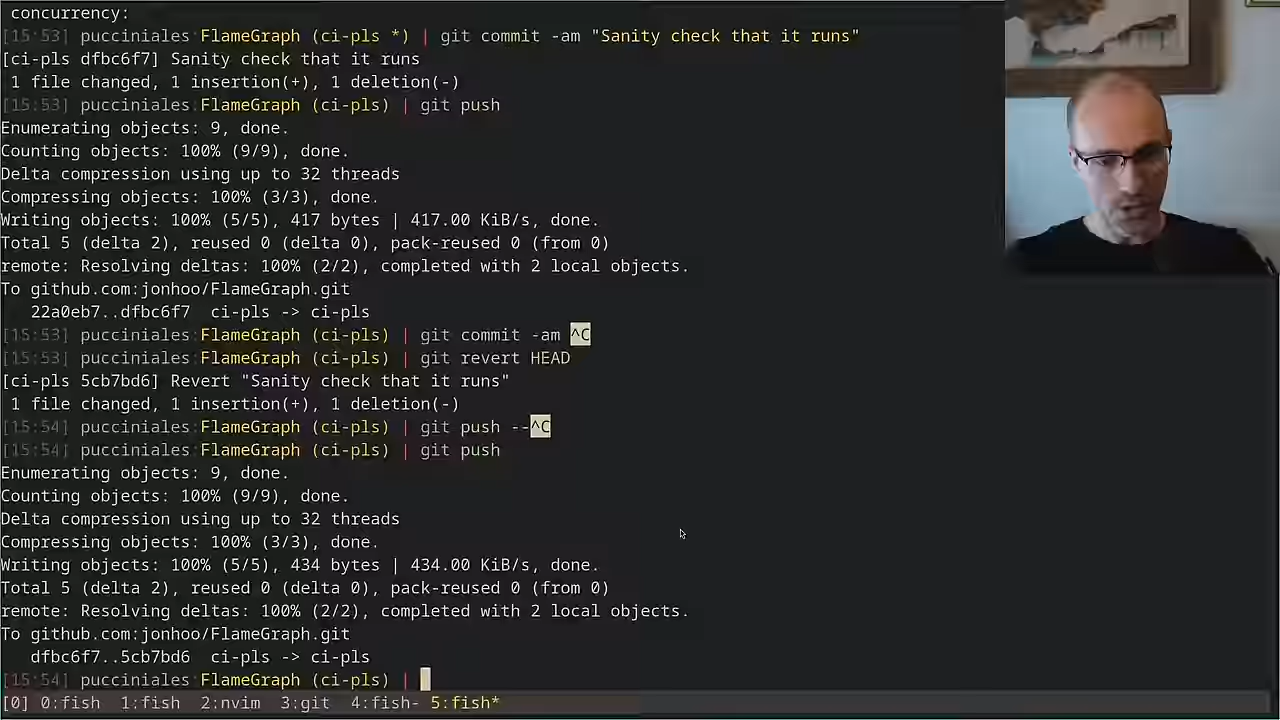 concurrency:
[15:53] pucciniales FlameGraph (ci-pls *) | git commit -am "Sanity check that it runs"
[ci-pls dfbc6f7] Sanity check that it runs
1 file changed, 1 insertion(+), 1 deletion(-)
[15:53] pucciniales FlameGraph (ci-pls) | git push
Enumerating objects: 9, done.
Counting objects: 100% (9/9), done.
Delta compression using up to 32 threads
Compressing objects: 100% (3/3), done.
Writing objects: 100% (5/5), 417 bytes | 417.00 KiB/s, done.
Total 5 (delta 2), reused 0 (delta 0), pack-reused 0 (from 0)
remote: Resolving deltas: 100% (2/2), completed with 2 local objects.
To github.com:jonhoo/FlameGraph.git
22a0eb7..dfbc6f7  ci-pls -> ci-pls
[15:53] pucciniales FlameGraph (ci-pls) | git commit -am ^C
[15:53] pucciniales FlameGraph (ci-pls) | git revert HEAD
[ci-pls 5cb7bd6] Revert "Sanity check that it runs"
1 file changed, 1 insertion(+), 1 deletion(-)
[15:54] pucciniales FlameGraph (ci-pls) | git push --^C
[15:54] pucciniales FlameGraph (ci-pls) | git push
Enumerating objects: 9, done.
Counting objects: 100% (9/9), done.
Delta compression using up to 32 threads
Compressing objects: 100% (3/3), done.
Writing objects: 100% (5/5), 434 bytes | 434.00 KiB/s, done.
Total 5 (delta 2), reused 0 (delta 0), pack-reused 0 (from 0)
remote: Resolving deltas: 100% (2/2), completed with 2 local objects.
To github.com:jonhoo/FlameGraph.git
dfbc6f7..5cb7bd6  ci-pls -> ci-pls
[15:54] pucciniales FlameGraph (ci-pls) |
[0] 0:fish  1:fish  2:nvim  3:git  4:fish- 5:fish*